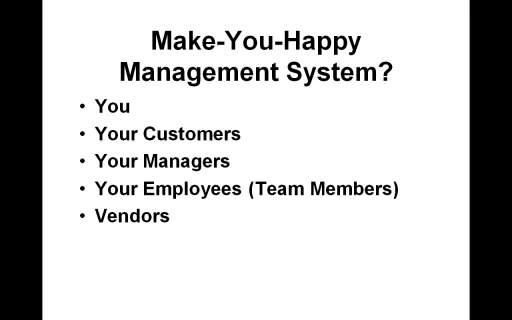 Make-You-Happy
Management System?
• You
• Your Customers
• Your Managers
• Your Employees (Team Members)
• Vendors